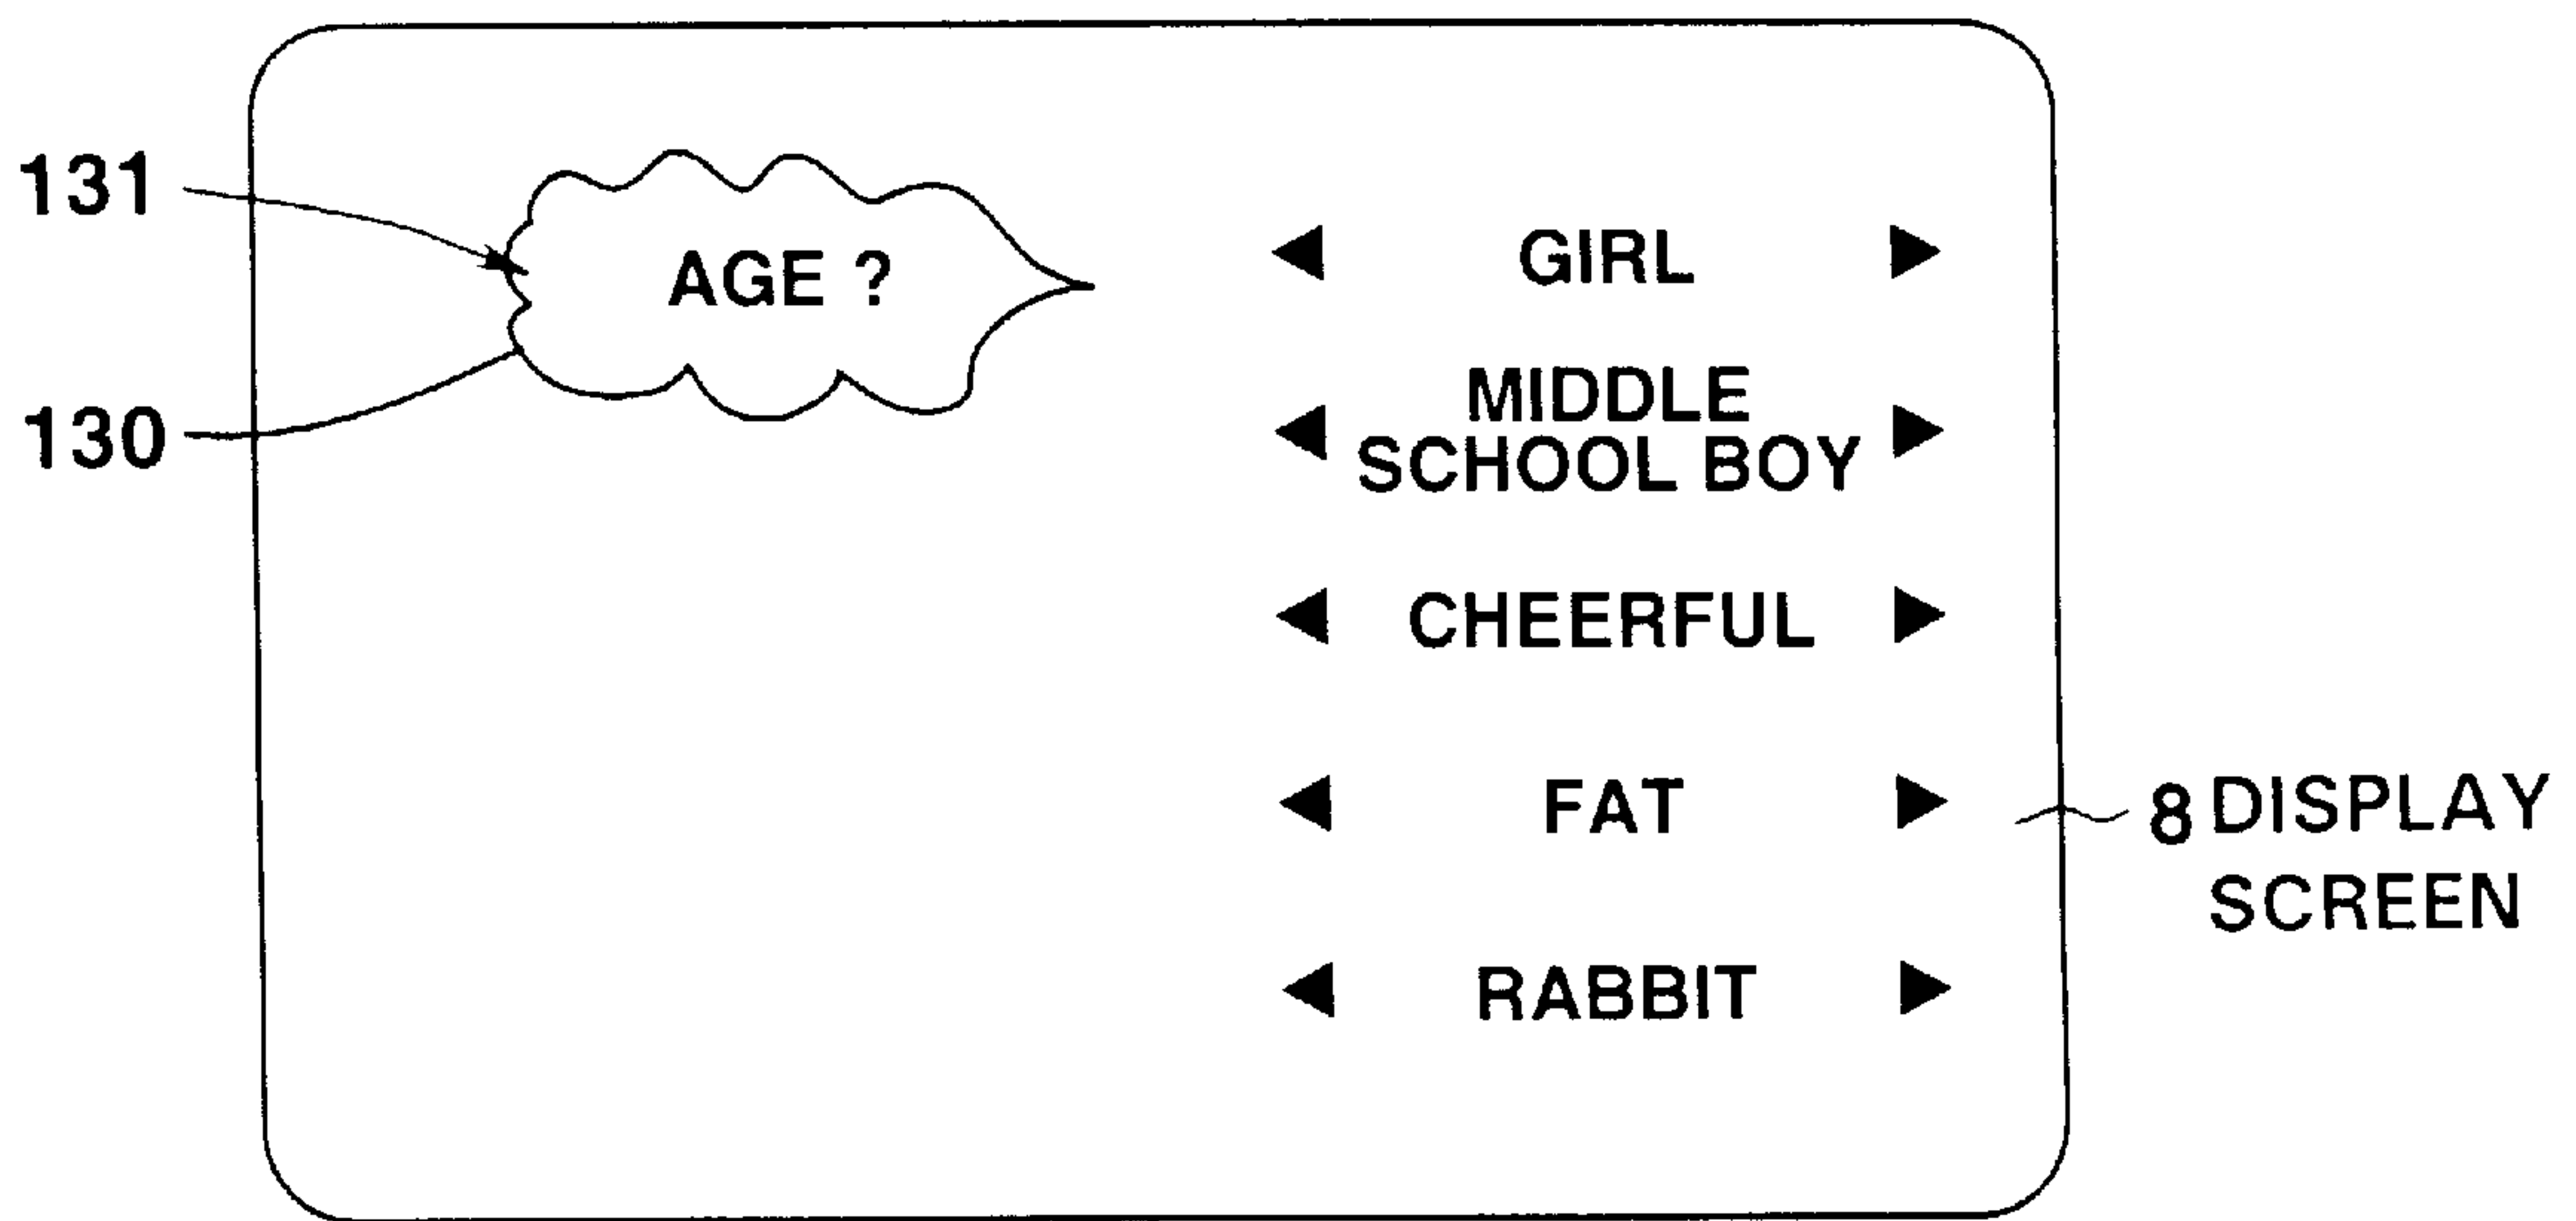 131
AGE ?
130
GIRL
MIDDLE
SCHOOL BOY
CHEERFUL
FAT
RABBIT
8 DISPLAY
SCREEN